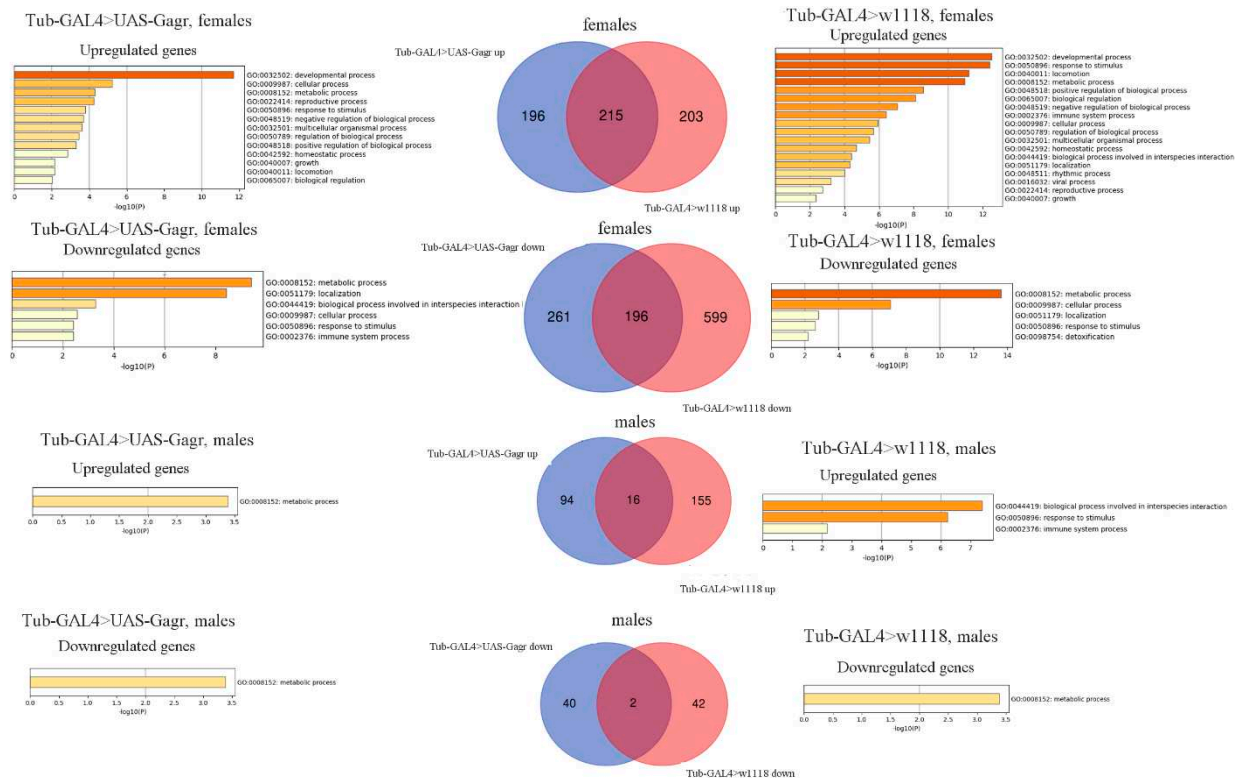 Tub-GAL4>UAS-Gagr, females
Upregulated genes
GO:0032502: developmental process
GO:0009987: cellular process
GO:0008152: metabolic process
GO:0022414: reproductive process
GO:0050896: response to stimulus
GO:0048519: negative regulation of biological process
GO:0032501: multicellular organismal process
GO:0050789: regulation of biological process
GO:0048518: positive regulation of biological process
GO:0042592: homeostatic process
GO:0040007: growth
GO:0040011: locomotion
GO:0065007: biological regulation
0 2 4 6 8 10 12
-log10(P)
females
Tub-GAL4>UAS-Gagr up
196 215 203
Tub-GAL4>w1118 up
Tub-GAL4>w1118, females
Upregulated genes
GO:0032502: developmental process
GO:0050896: response to stimulus
GO:0040011: locomotion
GO:0008152: metabolic process
GO:0048518: positive regulation of biological process
GO:0065007: biological regulation
GO:0048519: negative regulation of biological process
GO:0002376: immune system process
GO:0009987: cellular process
GO:0050789: regulation of biological process
GO:0032501: multicellular organismal process
GO:0042592: homeostatic process
GO:0044419: biological process involved in interspecies interaction
GO:0051179: localization
GO:0048511: rhythmic process
GO:0016032: viral process
GO:0022414: reproductive process
GO:0040007: growth
0 2 4 6 8 10 12
-log10(P)
Tub-GAL4>UAS-Gagr, females
Downregulated genes
GO:0008152: metabolic process
GO:0051179: localization
GO:0044419: biological process involved in interspecies interaction
GO:0009987: cellular process
GO:0050896: response to stimulus
GO:0002376: immune system process
0 2 4 6 8
-log10(P)
females
Tub-GAL4>UAS-Gagr down
261 196 599
Tub-GAL4>w1118 down
Tub-GAL4>w1118, females
Downregulated genes
GO:0008152: metabolic process
GO:0009987: cellular process
GO:0051179: localization
GO:0050896: response to stimulus
GO:0098754: detoxification
0 2 4 6 8 10 12 14
-log10(P)
Tub-GAL4>UAS-Gagr, males
Upregulated genes
GO:0008152: metabolic process
0.0 0.5 1.0 1.5 2.0 2.5 3.0 3.5
-log10(P)
males
Tub-GAL4>UAS-Gagr up
94 16 155
Tub-GAL4>w1118 up
Tub-GAL4>w1118, males
Upregulated genes
GO:0044419: biological process involved in interspecies interaction
GO:0050896: response to stimulus
GO:0002376: immune system process
0 1 2 3 4 5 6 7
-log10(P)
Tub-GAL4>UAS-Gagr, males
Downregulated genes
GO:0008152: metabolic process
0.0 0.5 1.0 1.5 2.0 2.5 3.0 3.5
-log10(P)
males
Tub-GAL4>UAS-Gagr down
40 2 42
Tub-GAL4>w1118 down
Tub-GAL4>w1118, males
Downregulated genes
GO:0008152: metabolic process
0.0 0.5 1.0 1.5 2.0 2.5 3.0 3.5
-log10(P)